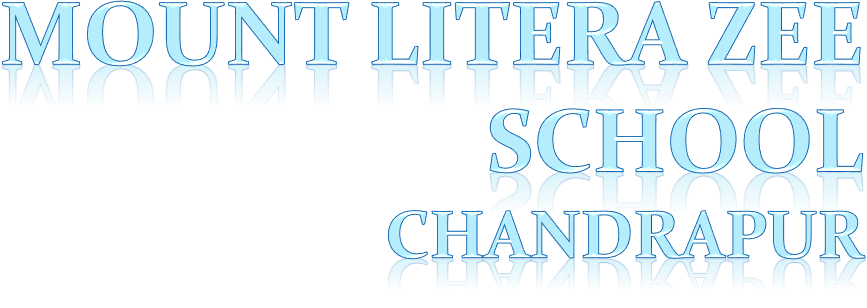 MOUNT LITERA ZEE
SCHOOL
CHANDRAPUR